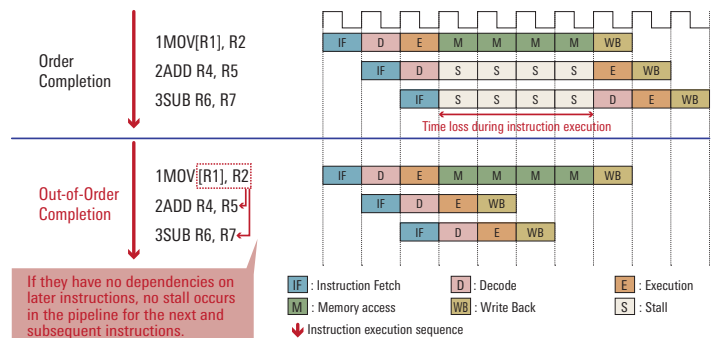 Order
Completion
1MOV[R1], R2
2ADD R4, R5
3SUB R6, R7
IF D E M M M M WB
IF D S S S S E WB
IF S S S S D E WB
Time loss during instruction execution
Out-of-Order
Completion
1MOV [R1], R2
2ADD R4, R5
3SUB R6, R7
IF D E M M M M WB
IF D E WB
IF D E WB
If they have no dependencies on
later instructions, no stall occurs
in the pipeline for the next and
subsequent instructions.
IF : Instruction Fetch D : Decode E : Execution
M : Memory access WB : Write Back S : Stall
Instruction execution sequence